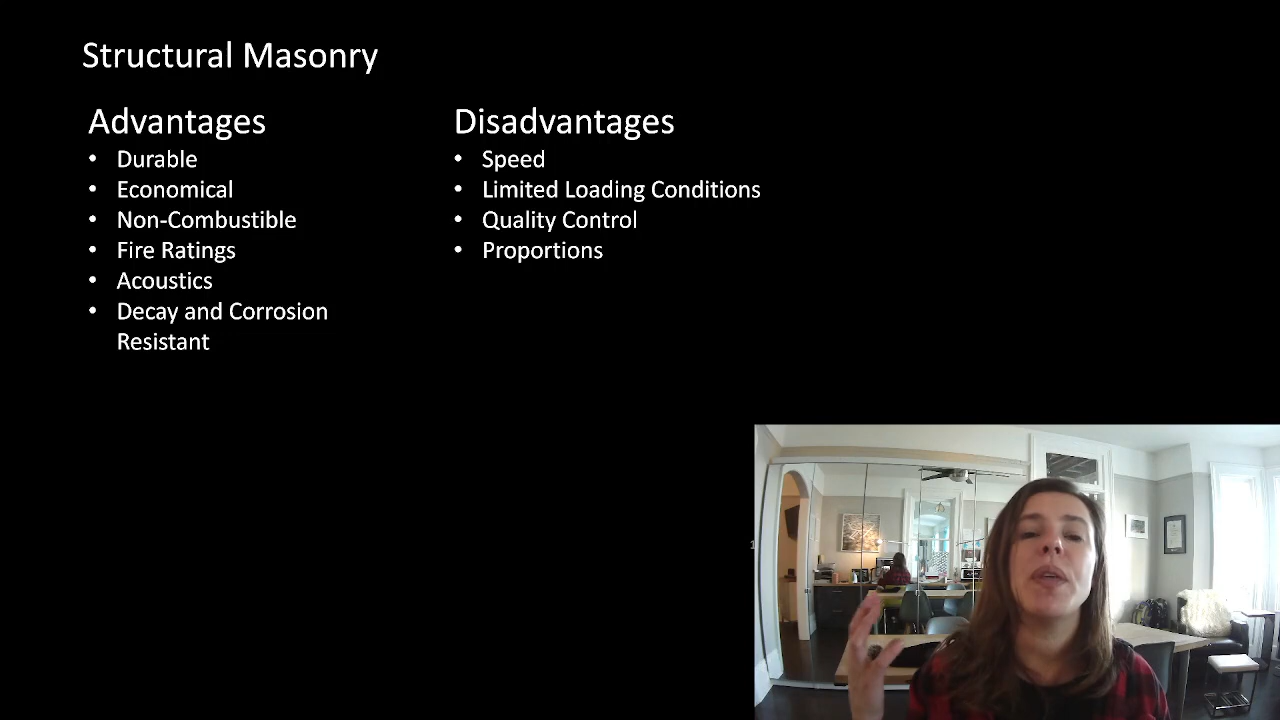 Structural Masonry
Advantages
• Durable
• Economical
• Non-Combustible
• Fire Ratings
• Acoustics
• Decay and Corrosion
Resistant
Disadvantages
• Speed
• Limited Loading Conditions
• Quality Control
• Proportions